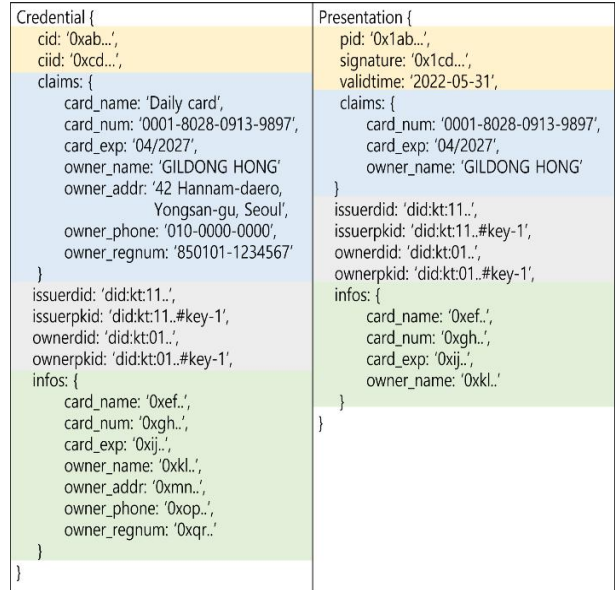 Credential {
cid: '0xab...',
ciid: '0xcd...',
claims: {
card_name: 'Daily card',
card_num: '0001-8028-0913-9897',
card_exp: '04/2027',
owner_name: 'GILDONG HONG'
owner_addr: '42 Hannam-daero,
Yongsan-gu, Seoul',
owner_phone: '010-0000-0000',
owner_regnum: '850101-1234567'
}
issuerdid: 'did:kt:11..',
issuerpkid: 'did:kt:11..#key-1',
ownerdid: 'did:kt:01..',
ownerpkid: 'did:kt:01..#key-1',
infos: {
card_name: '0xef..',
card_num: '0xgh..',
card_exp: '0xij..',
owner_name: '0xkl..',
owner_addr: '0xmn..',
owner_phone: '0xop..',
owner_regnum: '0xqr..'
}
}
Presentation {
pid: '0x1ab...',
signature: '0x1cd...',
validtime: '2022-05-31',
claims: {
card_num: '0001-8028-0913-9897',
card_exp: '04/2027',
owner_name: 'GILDONG HONG'
}
issuerdid: 'did:kt:11..',
issuerpkid: 'did:kt:11..#key-1',
ownerdid: 'did:kt:01..',
ownerpkid: 'did:kt:01..#key-1',
infos: {
card_name: '0xef..',
card_num: '0xgh..',
card_exp: '0xij..',
owner_name: '0xkl..'
}
}